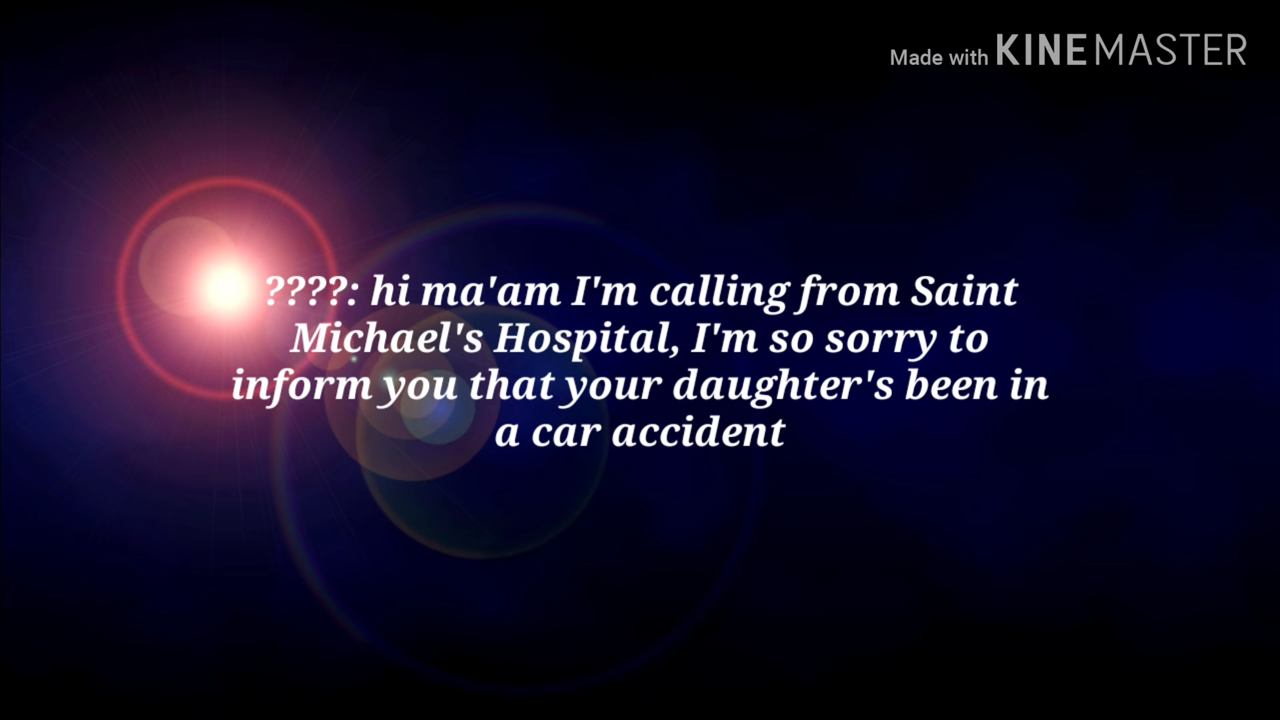 Made with KINEMASTER
????: hi ma'am I'm calling from Saint
Michael's Hospital, I'm so sorry to
inform you that your daughter's been in
a car accident